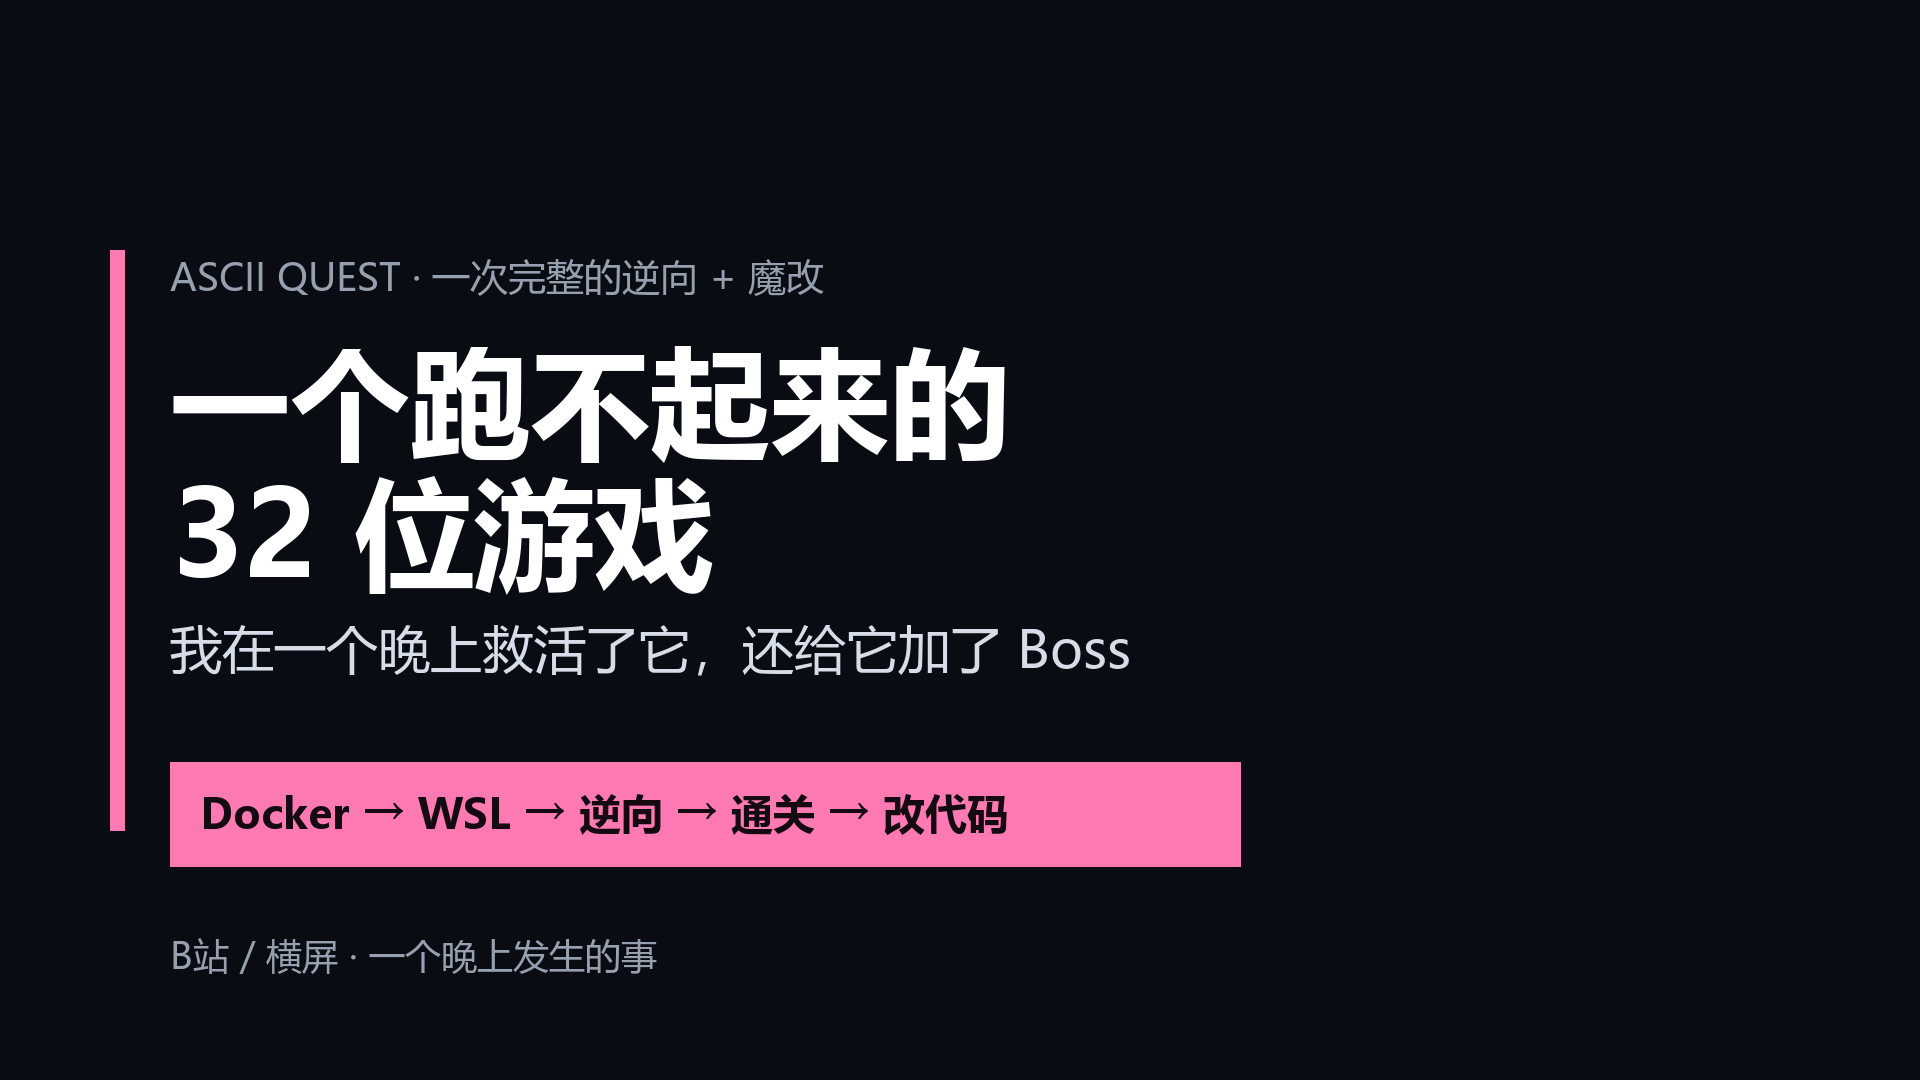 ASCII QUEST · 一次完整的逆向 + 魔改
一个跑不起来的
32 位游戏
我在一个晚上救活了它，还给它加了 Boss
Docker → WSL → 逆向 → 通关 → 改代码
B站 / 横屏 · 一个晚上发生的事